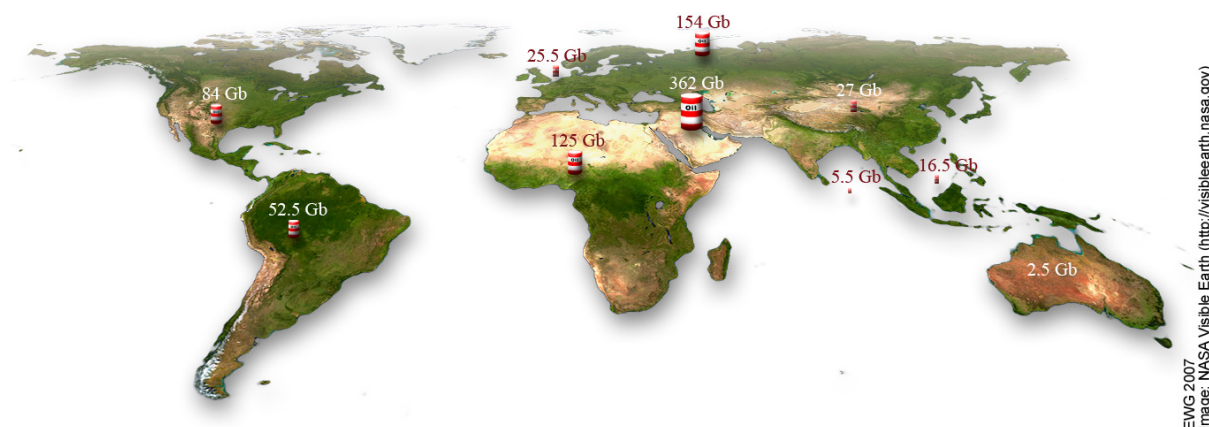 154 Gb
25.5 Gb
84 Gb
362 Gb
Oil
27 Gb
125 Gb
5.5 Gb
16.5 Gb
52.5 Gb
2.5 Gb
EWG 2007
mage: NASA Visible Earth (http://visibleearth.nasa.gov)